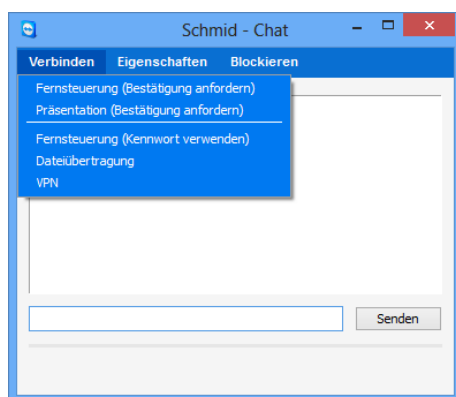 Schmid - Chat
Verbinden Eigenschaften Blockieren
Fernsteuerung (Bestätigung anfordern)
Präsentation (Bestätigung anfordern)
Fernsteuerung (Kennwort verwenden)
Dateiübertragung
VPN
Senden